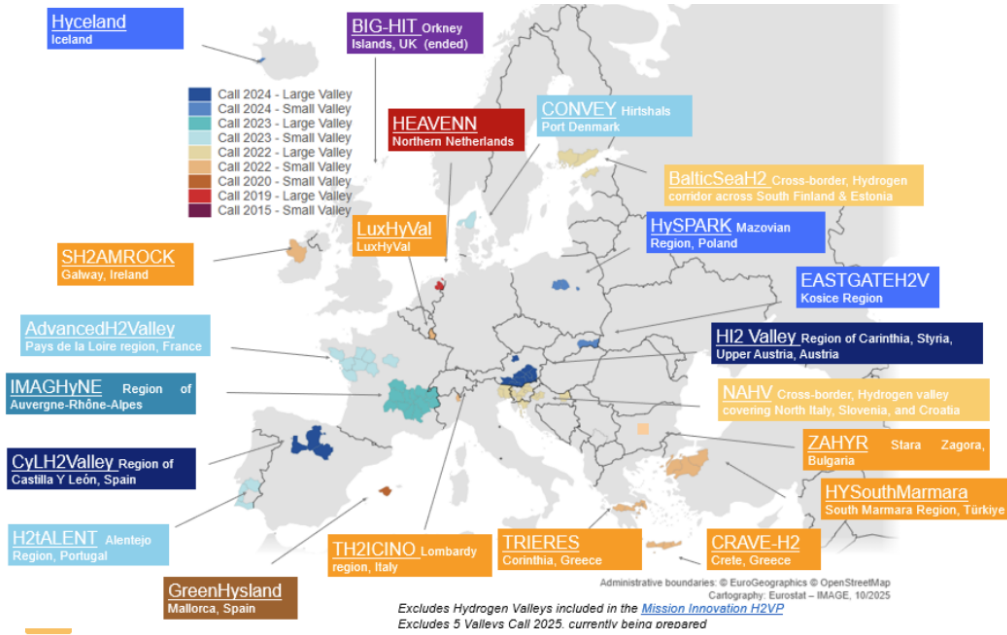 Hyceland
Iceland
BIG-HIT Orkney
Islands, UK (ended)
Call 2024 - Large Valley
Call 2024 - Small Valley
Call 2023 - Large Valley
Call 2023 - Small Valley
Call 2022 - Large Valley
Call 2022 - Small Valley
Call 2020 - Small Valley
Call 2019 - Large Valley
Call 2015 - Small Valley
HEAVENN
Northern Netherlands
CONVEY Hirtshals
Port Denmark
BalticSeaH2 Cross-border, Hydrogen
corridor across South Finland & Estonia
LuxHyVal
LuxHyVal
HySPARK Mazovian
Region, Poland
SH2AMROCK
Galway, Ireland
EASTGATEH2V
Kosice Region
AdvancedH2Valley
Pays de la Loire region, France
HI2 Valley Region of Carinthia, Styria,
Upper Austria, Austria
IMAGHyNE Region of
Auvergne-Rhône-Alpes
NAHV Cross-border, Hydrogen valley
covering North Italy, Slovenia, and Croatia
ZAHYR Stara Zagora,
Bulgaria
CyLH2Valley Region of
Castilla Y León, Spain
HYSouthMarmara
South Marmara Region, Türkiye
H2tALENT Alentejo
Region, Portugal
TH2ICINO Lombardy
region, Italy
TRIERES
Corinthia, Greece
CRAVE-H2
Crete, Greece
GreenHysland
Mallorca, Spain
Administrative boundaries: © EuroGeographics © OpenStreetMap
Cartography: Eurostat – IMAGE, 10/2025
Excludes Hydrogen Valleys included in the Mission Innovation H2VP
Excludes 5 Valleys Call 2025, currently being prepared